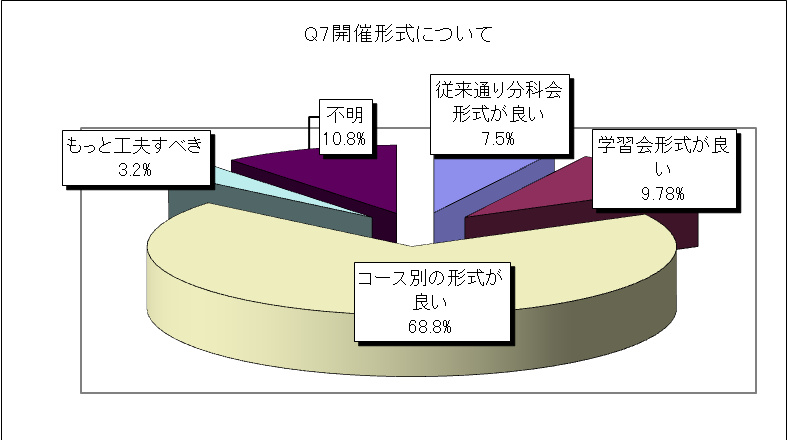 Q7開催形式について
従来通り分科会
形式が良い
7.5%
不明
10.8%
もっと工夫すべき
3.2%
学習会形式が良
い
9.78%
コース別の形式が
良い
68.8%